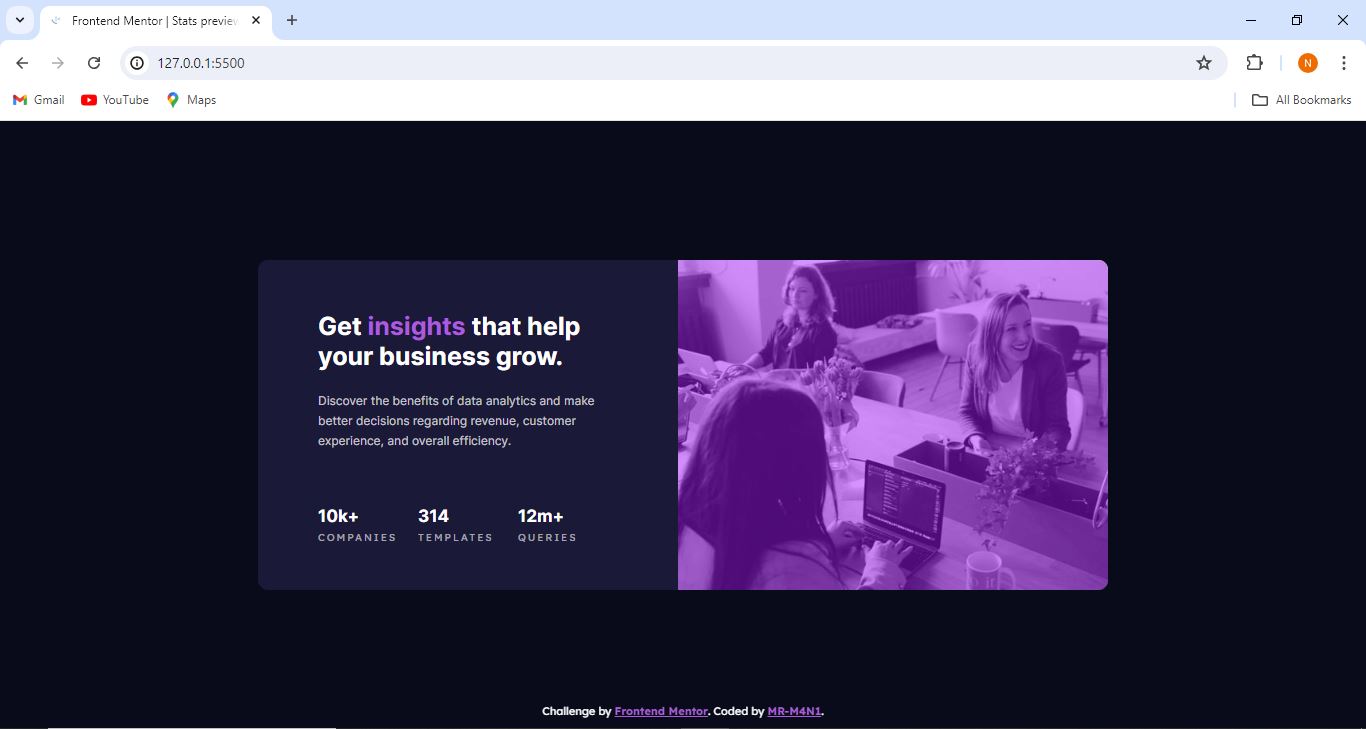 Frontend Mentor | Stats preview
127.0.0.1:5500
N
Gmail YouTube Maps All Bookmarks
Get insights that help
your business grow.
Discover the benefits of data analytics and make
better decisions regarding revenue, customer
experience, and overall efficiency.
10k+ 314 12m+
COMPANIES TEMPLATES QUERIES
Challenge by Frontend Mentor. Coded by MR-M4N1.